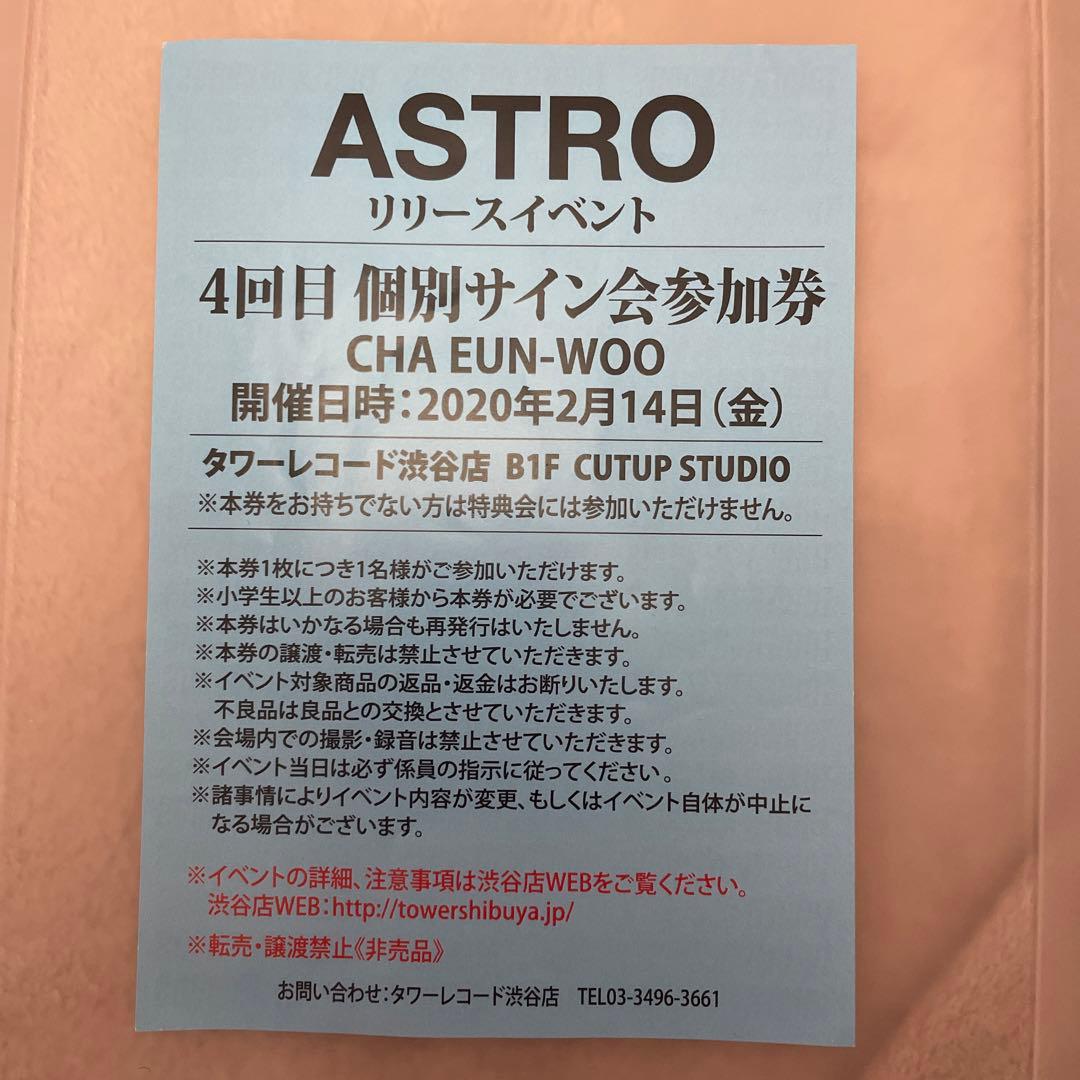 ASTRO
リリースイベント
4回目 個別サイン会参加券
CHA EUN-WOO
開催日時：2020年2月14日（金）
タワーレコード渋谷店 B1F CUTUP STUDIO
※本券をお持ちでない方は特典会には参加いただけません。
※本券1枚につき1名様がご参加いただけます。
※小学生以上のお客様から本券が必要でございます。
※本券はいかなる場合も再発行はいたしません。
※本券の譲渡・転売は禁止させていただきます。
※イベント対象商品の返品・返金はお断りいたします。
不良品は良品との交換とさせていただきます。
※会場内での撮影・録音は禁止させていただきます。
※イベント当日は必ず係員の指示に従ってください。
※諸事情によりイベント内容が変更、もしくはイベント自体が中止に
なる場合がございます。
※イベントの詳細、注意事項は渋谷店WEBをご覧ください。
渋谷店WEB：http://towershibuya.jp/
※転売・譲渡禁止《非売品》
お問い合わせ：タワーレコード渋谷店 TEL03-3496-3661